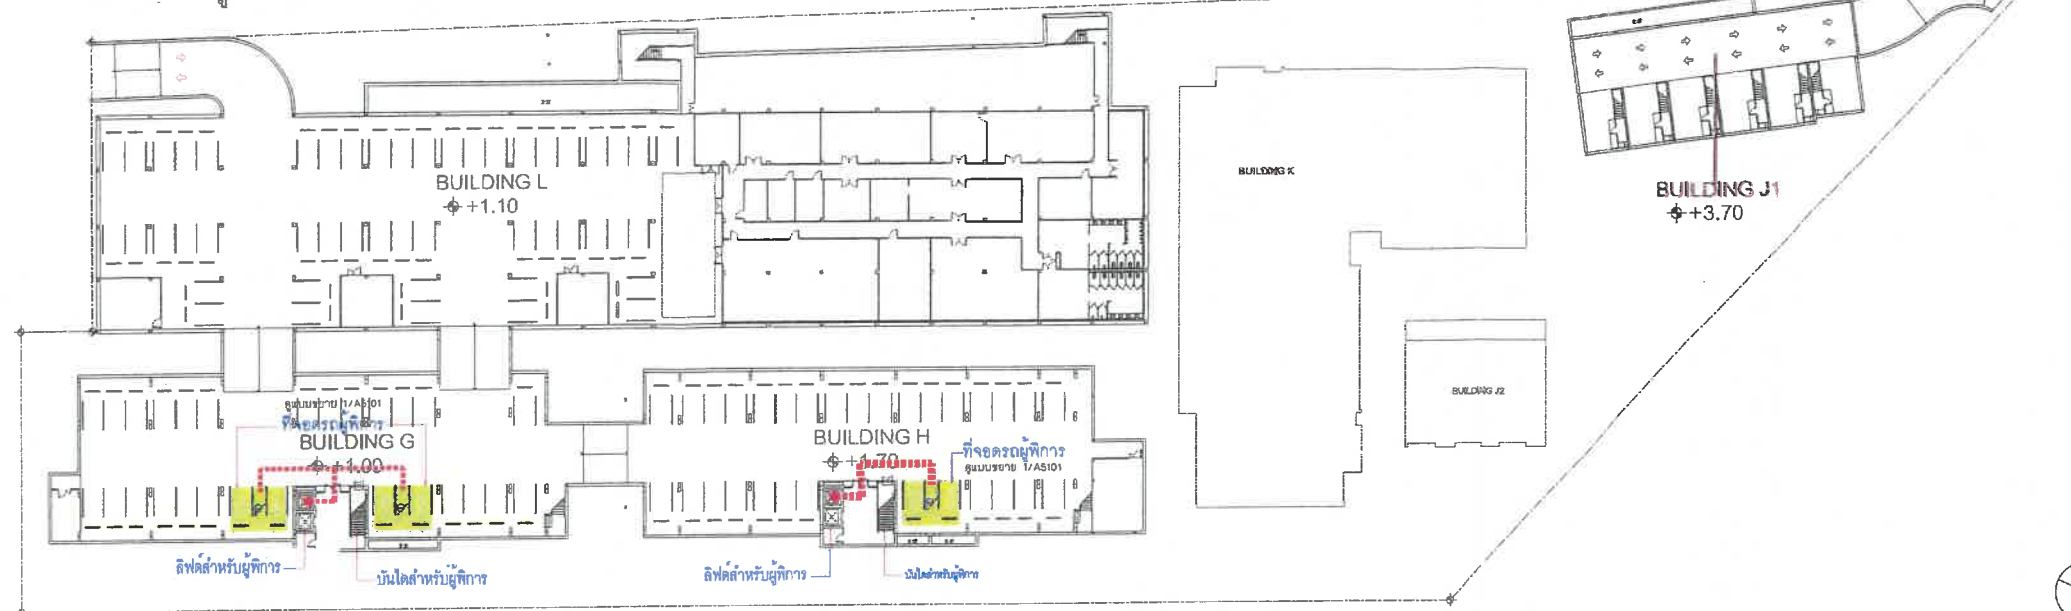 BUILDING L
+1.10
BUILDING K
BUILDING J1
+3.70
BUILDING J2
ดูแบบขยาย 1/A5101
ที่จอดรถผู้พิการ
BUILDING G
+1.00
BUILDING H
+1.70
ที่จอดรถผู้พิการ
ดูแบบขยาย 1/A5101
ลิฟต์สำหรับผู้พิการ
บันไดสำหรับผู้พิการ
ลิฟต์สำหรับผู้พิการ
บันไดสำหรับผู้พิการ